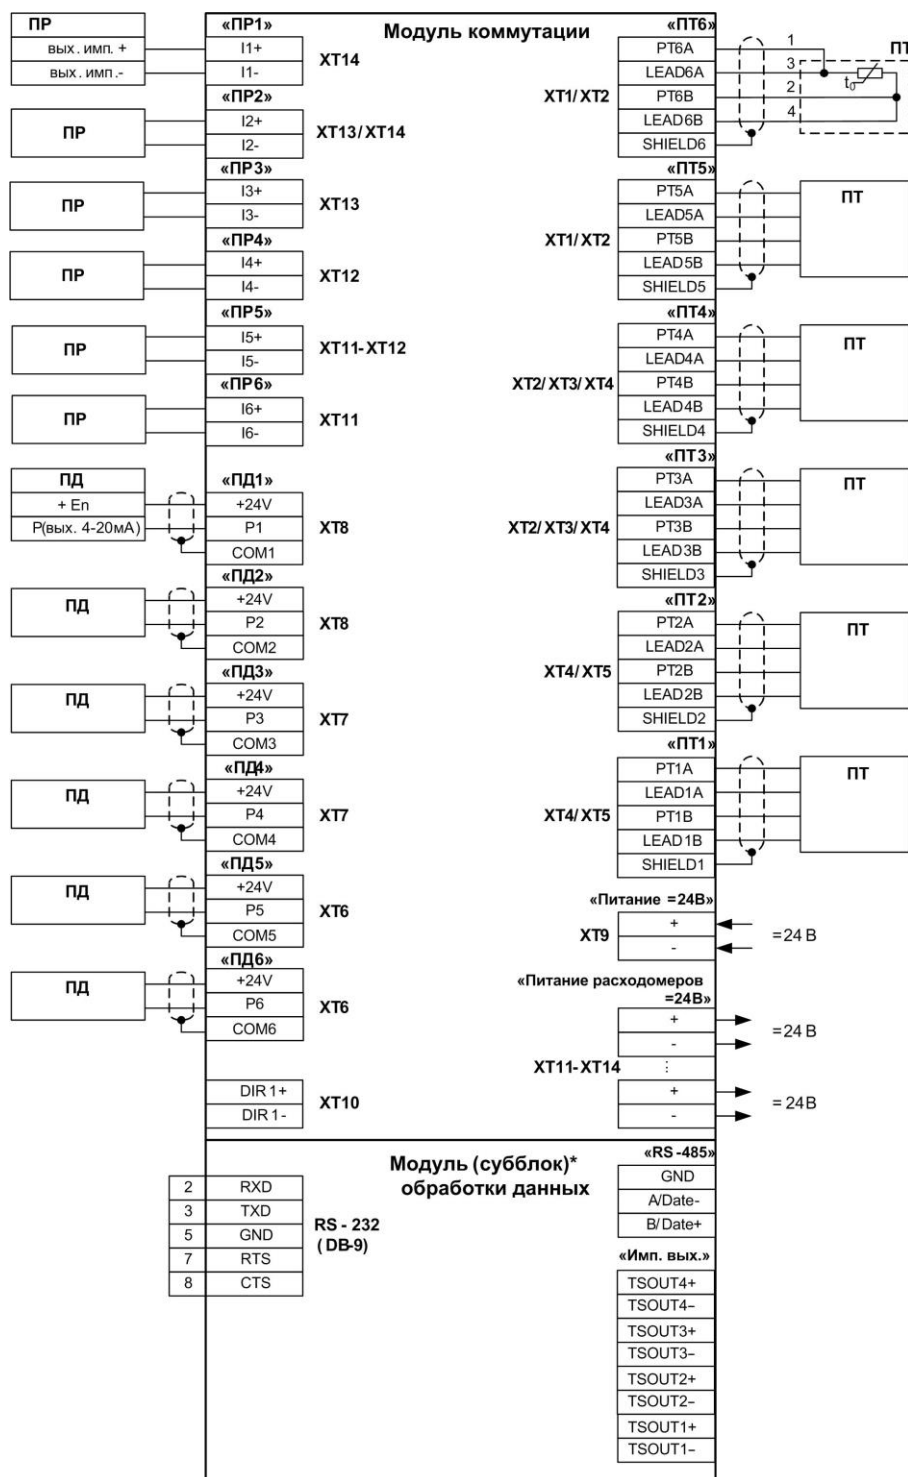 Модуль коммутации
ПР
вых. имп. +
вых. имп.-
«ПР1»
I1+
I1-
XT14
ПР
«ПР2»
I2+
I2-
XT13/XT14
ПР
«ПР3»
I3+
I3-
XT13
ПР
«ПР4»
I4+
I4-
XT12
ПР
«ПР5»
I5+
I5-
XT11-XT12
ПР
«ПР6»
I6+
I6-
XT11
ПД
+ En
P(вых. 4-20мА)
«ПД1»
+24V
P1
COM1
XT8
ПД
«ПД2»
+24V
P2
COM2
XT8
ПД
«ПД3»
+24V
P3
COM3
XT7
ПД
«ПД4»
+24V
P4
COM4
XT7
ПД
«ПД5»
+24V
P5
COM5
XT6
ПД
«ПД6»
+24V
P6
COM6
XT6
DIR 1+
DIR 1-
XT10
«ПТ6»
PT6A
LEAD6A
PT6B
LEAD6B
SHIELD6
XT1/XT2
1
3
2
4
ПТ
t₀
«ПТ5»
PT5A
LEAD5A
PT5B
LEAD5B
SHIELD5
XT1/XT2
ПТ
«ПТ4»
PT4A
LEAD4A
PT4B
LEAD4B
SHIELD4
XT2/XT3/XT4
ПТ
«ПТ3»
PT3A
LEAD3A
PT3B
LEAD3B
SHIELD3
XT2/XT3/XT4
ПТ
«ПТ2»
PT2A
LEAD2A
PT2B
LEAD2B
SHIELD2
XT4/XT5
ПТ
«ПТ1»
PT1A
LEAD1A
PT1B
LEAD1B
SHIELD1
XT4/XT5
ПТ
«Питание =24В»
+
-
XT9
=24 В
«Питание расходомеров
=24В»
+
-
=24 В
XT11-XT14
+
-
= 24В
Модуль (субблок)*
обработки данных
2 RXD
3 TXD
5 GND
7 RTS
8 CTS
RS - 232
(DB-9)
«RS -485»
GND
A/Date-
B/Date+
«Имп. вых.»
TSOUT4+
TSOUT4–
TSOUT3+
TSOUT3–
TSOUT2+
TSOUT2–
TSOUT1+
TSOUT1–